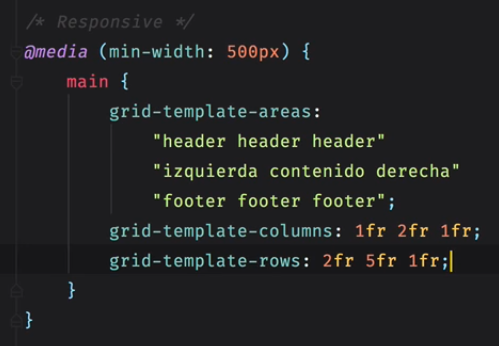 /* Responsive */
@media (min-width: 500px) {
main {
grid-template-areas:
"header header header"
"izquierda contenido derecha"
"footer footer footer";
grid-template-columns: 1fr 2fr 1fr;
grid-template-rows: 2fr 5fr 1fr;
}
}